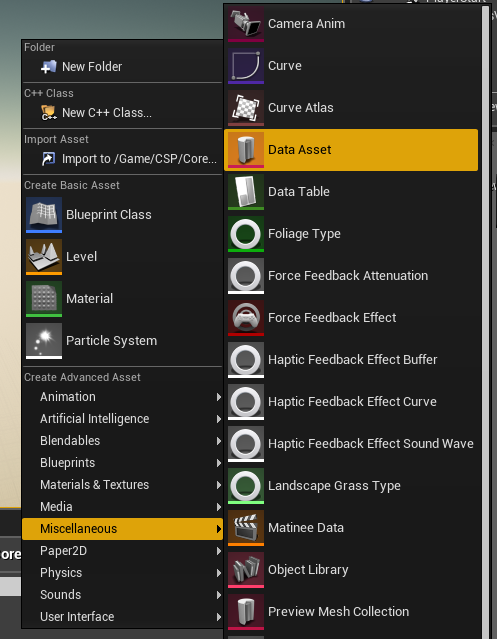 Folder
New Folder
C++ Class
New C++ Class...
Import Asset
Import to /Game/CSP/Core...
Create Basic Asset
Blueprint Class
Level
Material
Particle System
Create Advanced Asset
Animation
Artificial Intelligence
Blendables
Blueprints
Materials & Textures
Media
Miscellaneous
Paper2D
Physics
Sounds
User Interface
Camera Anim
Curve
Curve Atlas
Data Asset
Data Table
Foliage Type
Force Feedback Attenuation
Force Feedback Effect
Haptic Feedback Effect Buffer
Haptic Feedback Effect Curve
Haptic Feedback Effect Sound Wave
Landscape Grass Type
Matinee Data
Object Library
Preview Mesh Collection